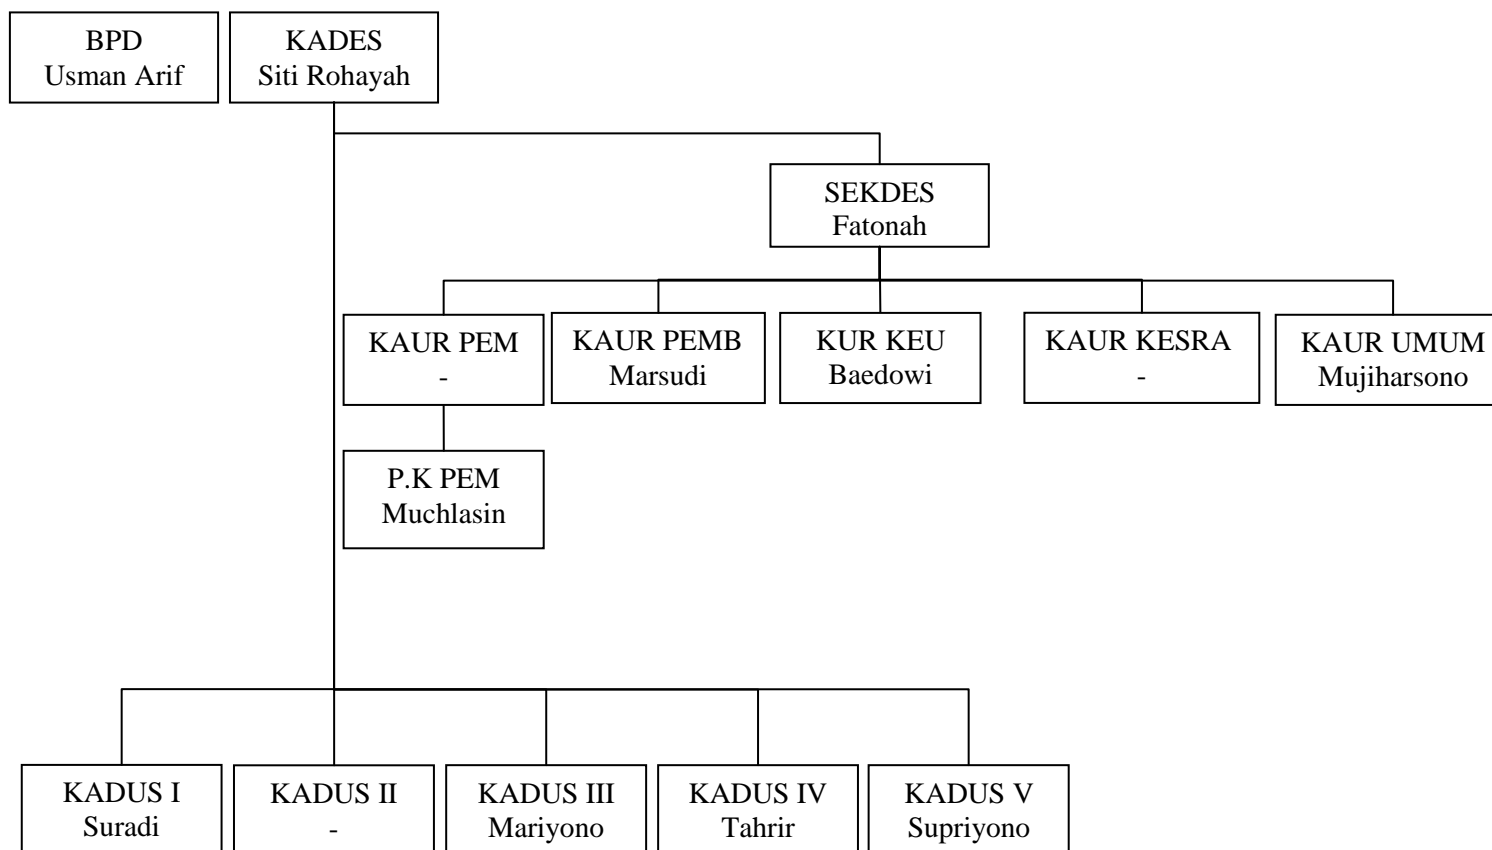 BPD
Usman Arif
KADES
Siti Rohayah
SEKDES
Fatonah
KAUR PEM
-
KAUR PEMB
Marsudi
KUR KEU
Baedowi
KAUR KESRA
-
KAUR UMUM
Mujiharsono
P.K PEM
Muchlasin
KADUS I
Suradi
KADUS II
-
KADUS III
Mariyono
KADUS IV
Tahrir
KADUS V
Supriyono